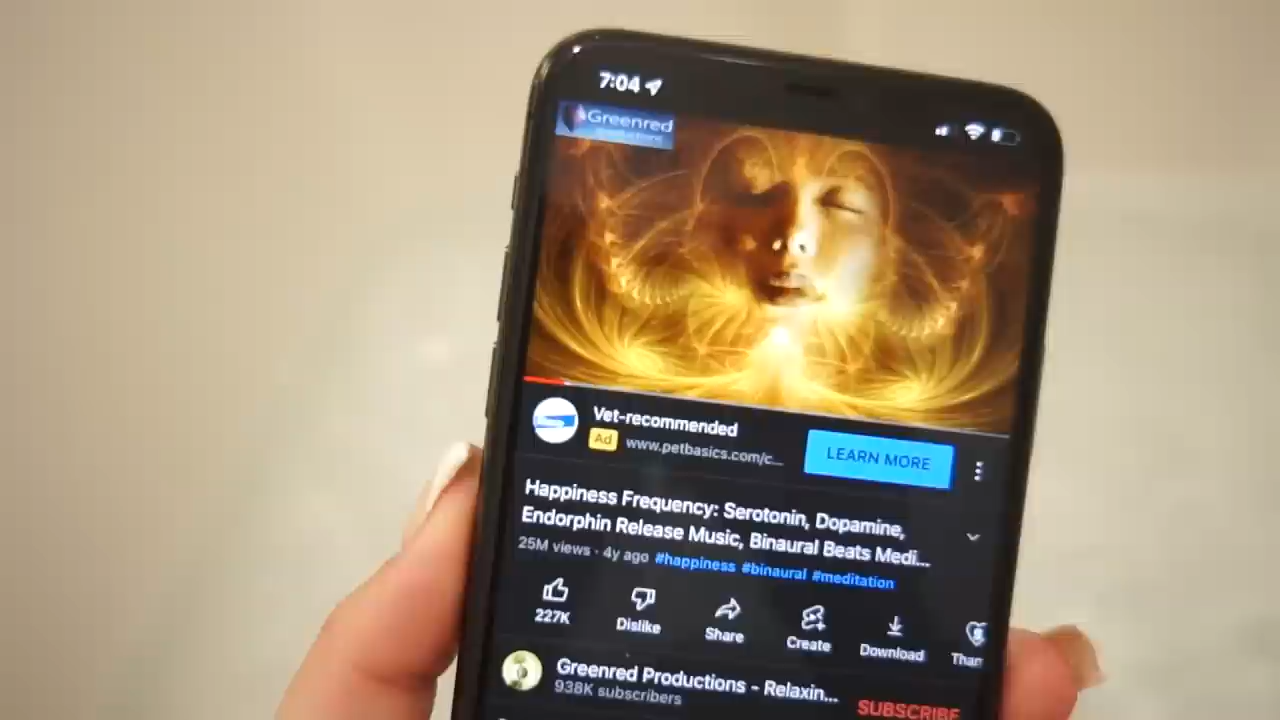 7:04
Greenred
Vet-recommended
Ad www.petbasics.com/c...
LEARN MORE
Happiness Frequency: Serotonin, Dopamine,
Endorphin Release Music, Binaural Beats Medi...
25M views · 4y ago #happiness #binaural #meditation
227K
Dislike
Share
Create
Download
Than
Greenred Productions - Relaxin...
938K subscribers
SUBSCRIBE